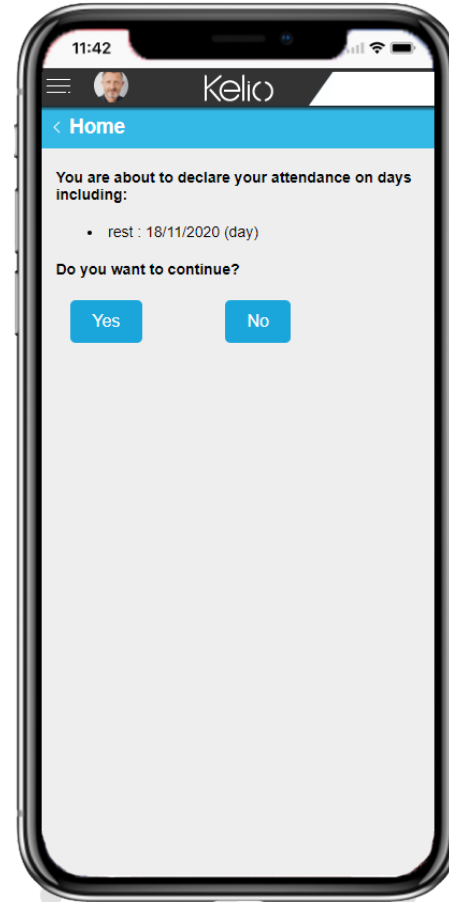 11:42
Kelio
< Home
You are about to declare your attendance on days
including:
• rest : 18/11/2020 (day)
Do you want to continue?
Yes No